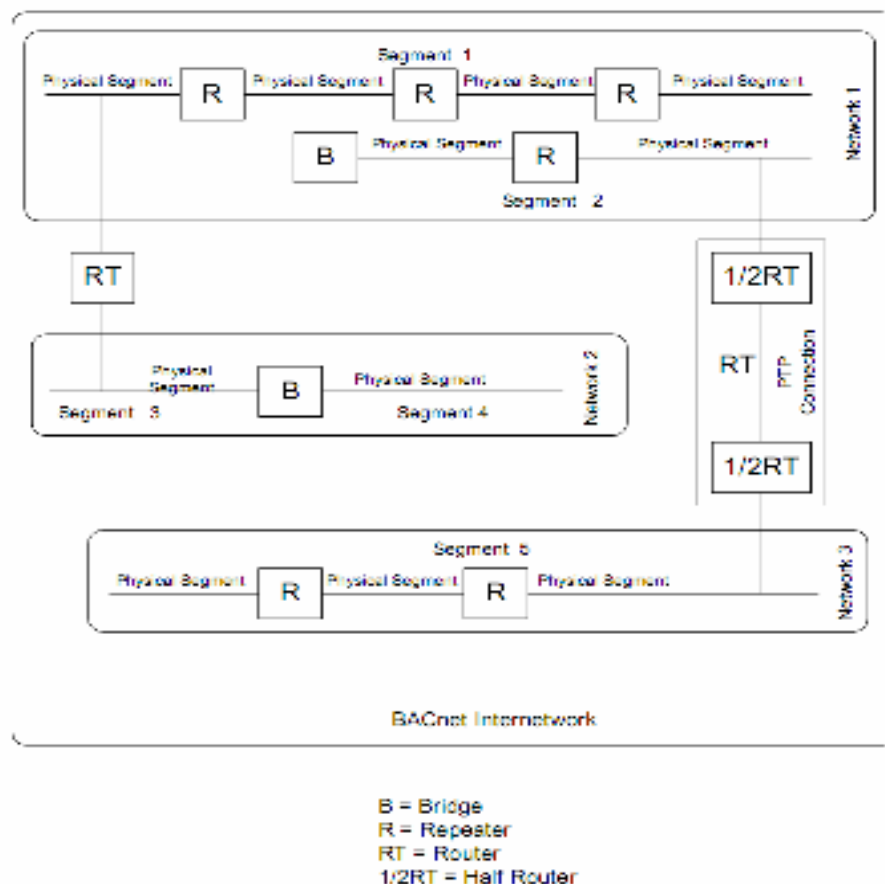 Segment 1
Physical Segment R Physical Segment R Physical Segment R Physical Segment
B Physical Segment R Physical Segment
Segment 2
Network 1
RT
1/2RT
RT
PTP
Connection
1/2RT
Physical
Segment
B
Physical Segment
Segment 3
Segment 4
Network 2
Segment 5
Physical Segment R Physical Segment R Physical Segment
Network 3
BACnet Internetwork
B = Bridge
R = Repeater
RT = Router
1/2RT = Half Router